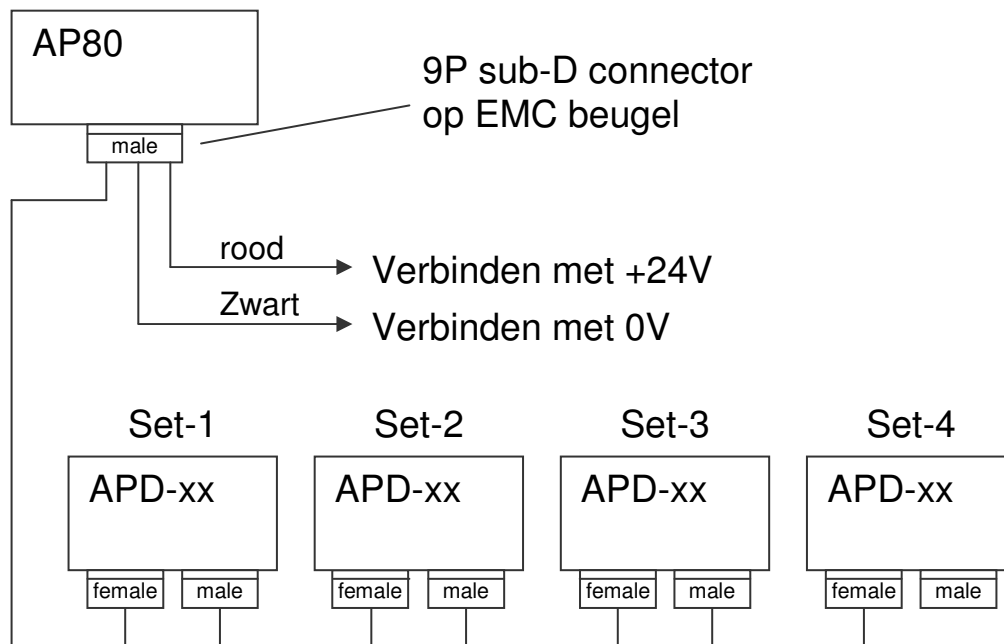 AP80
9P sub-D connector
op EMC beugel
male
rood
Verbinden met +24V
Zwart
Verbinden met 0V
Set-1 Set-2 Set-3 Set-4
APD-xx APD-xx APD-xx APD-xx
female male female male female male female male